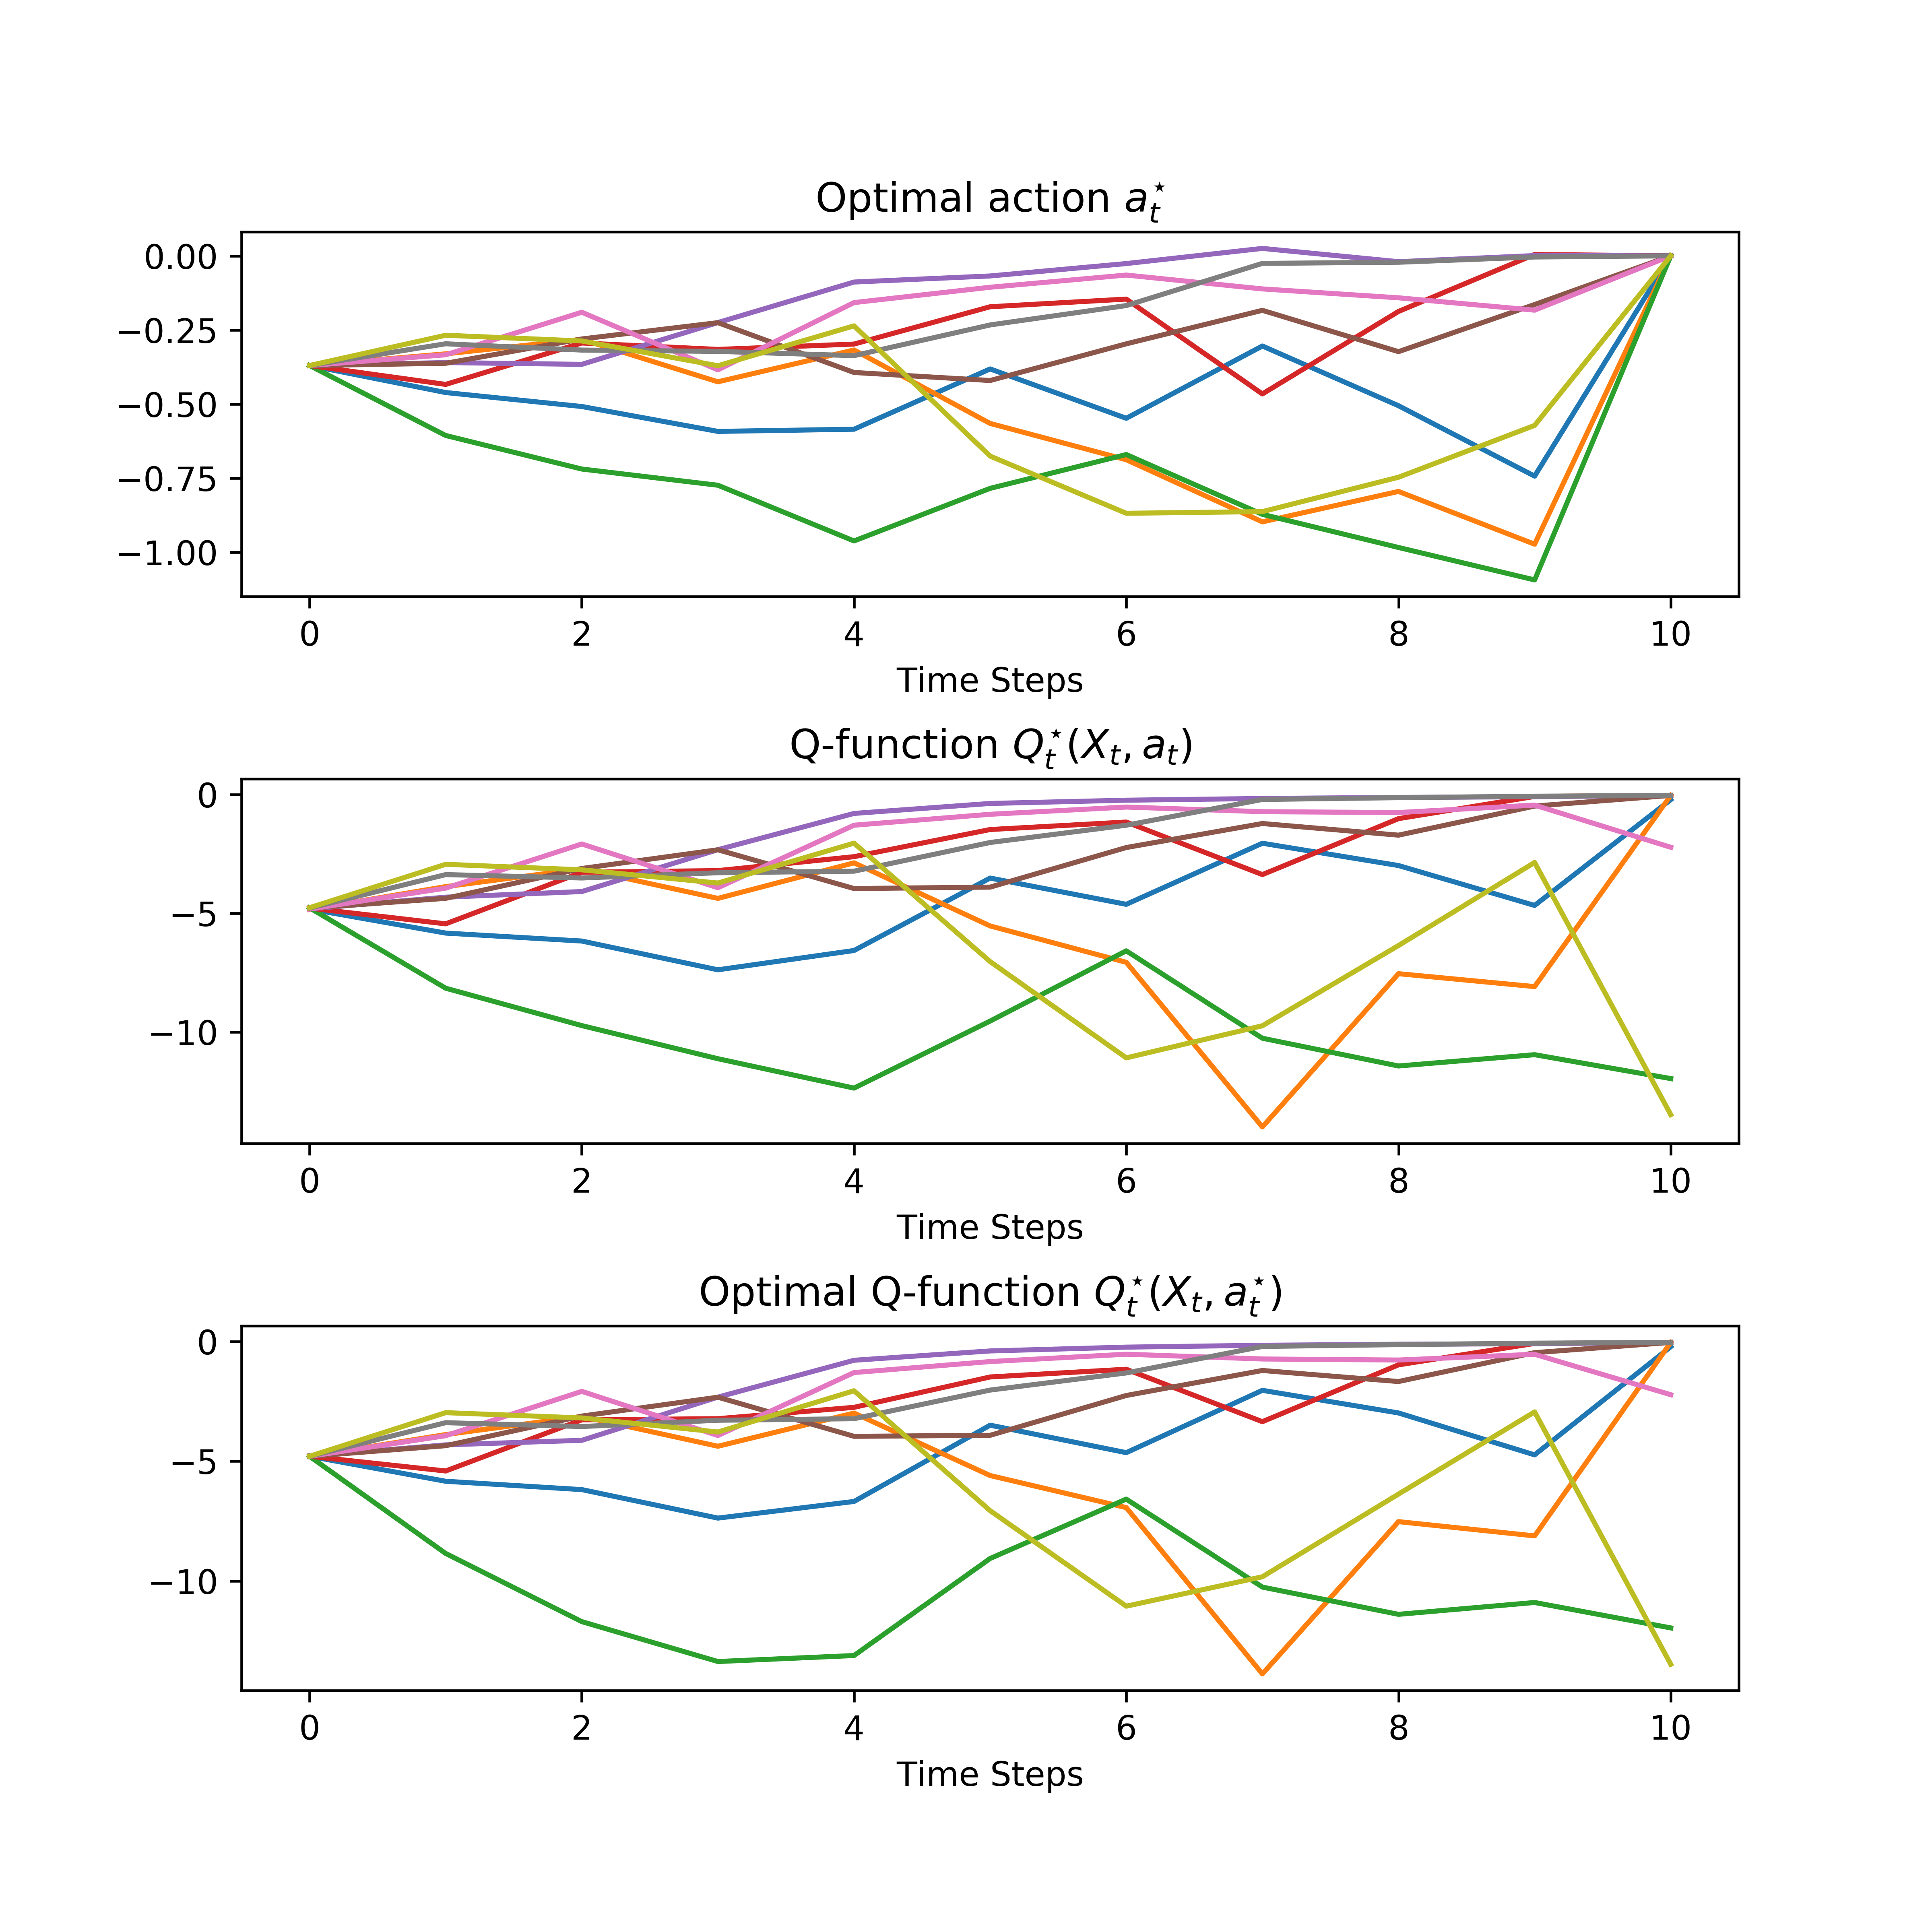 Optimal action $a_t^\star$
0.00
−0.25
−0.50
−0.75
−1.00
0 2 4 6 8 10
Time Steps
Q-function $Q_t^\star(X_t, a_t)$
0
−5
−10
0 2 4 6 8 10
Time Steps
Optimal Q-function $Q_t^\star(X_t, a_t^\star)$
0
−5
−10
0 2 4 6 8 10
Time Steps